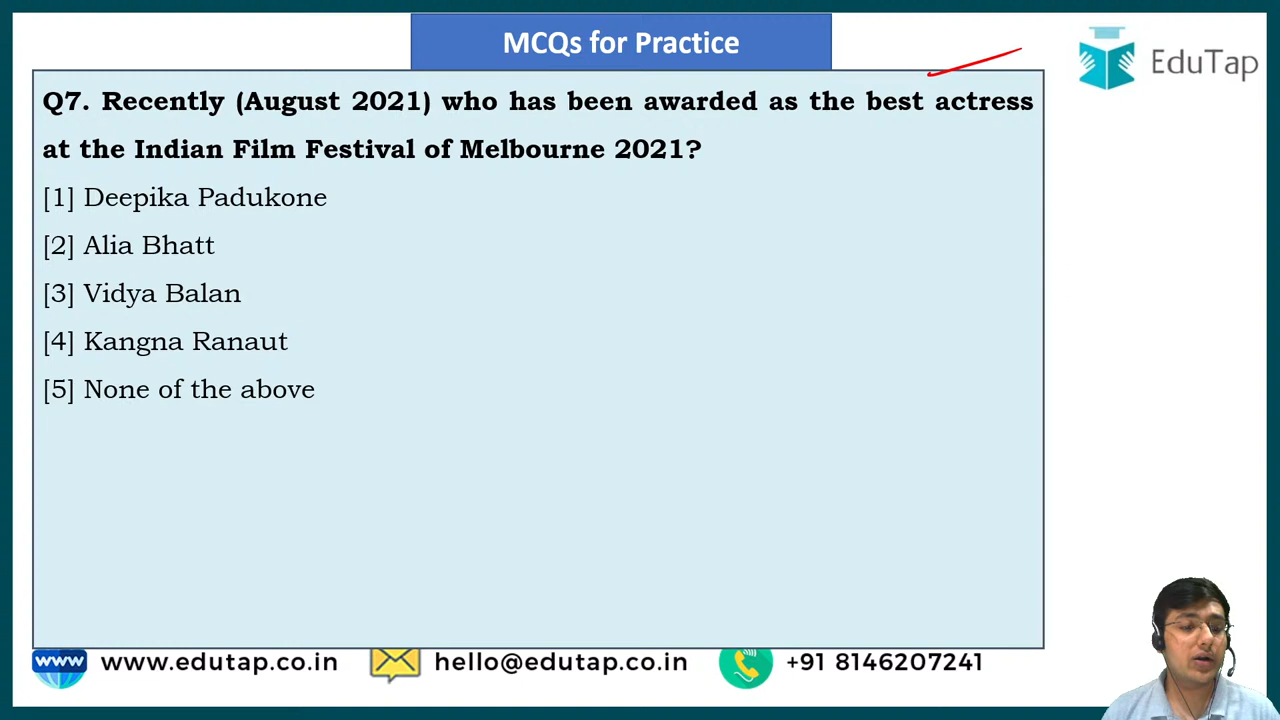 MCQs for Practice
EduTap
Q7. Recently (August 2021) who has been awarded as the best actress
at the Indian Film Festival of Melbourne 2021?
[1] Deepika Padukone
[2] Alia Bhatt
[3] Vidya Balan
[4] Kangna Ranaut
[5] None of the above
www www.edutap.co.in hello@edutap.co.in +91 8146207241